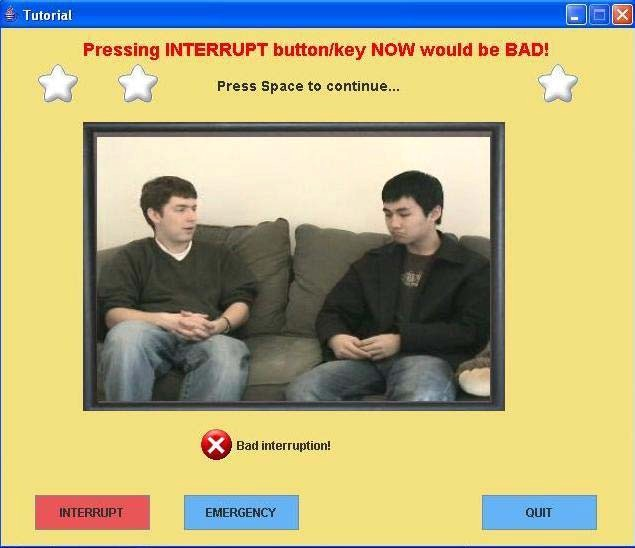 Tutorial
Pressing INTERRUPT button/key NOW would be BAD!
Press Space to continue...
Bad interruption!
INTERRUPT
EMERGENCY
QUIT